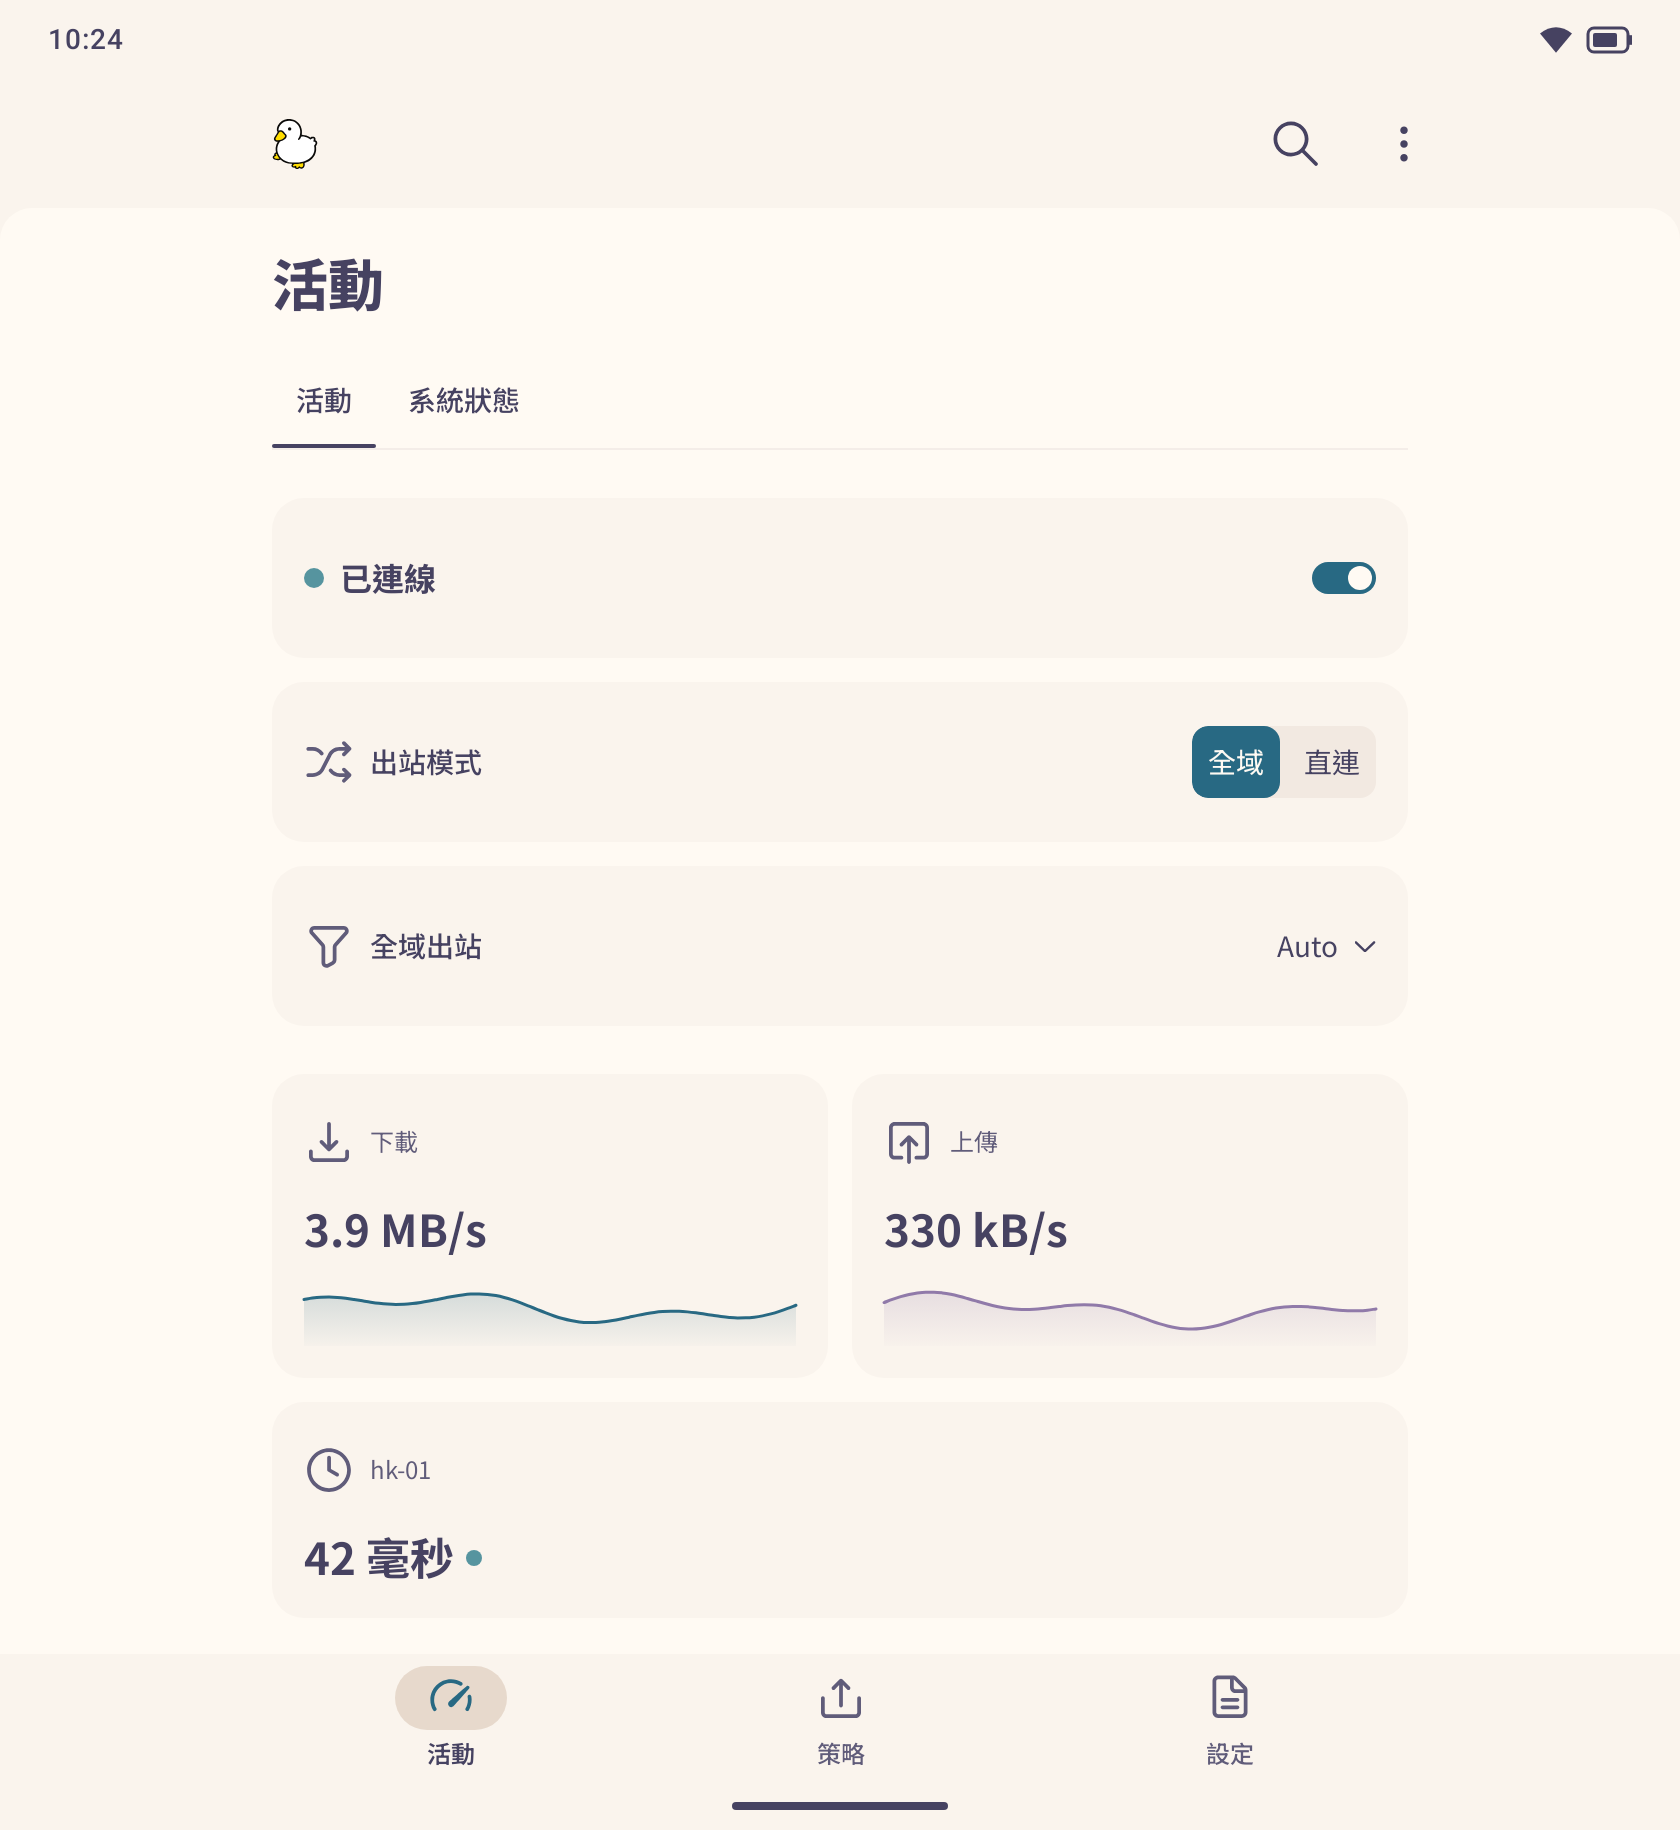 10:24
活動
活動
系統狀態
已連線
出站模式
全域
直連
全域出站
Auto
下載
上傳
3.9 MB/s
330 kB/s
hk-01
42 毫秒
活動
策略
設定